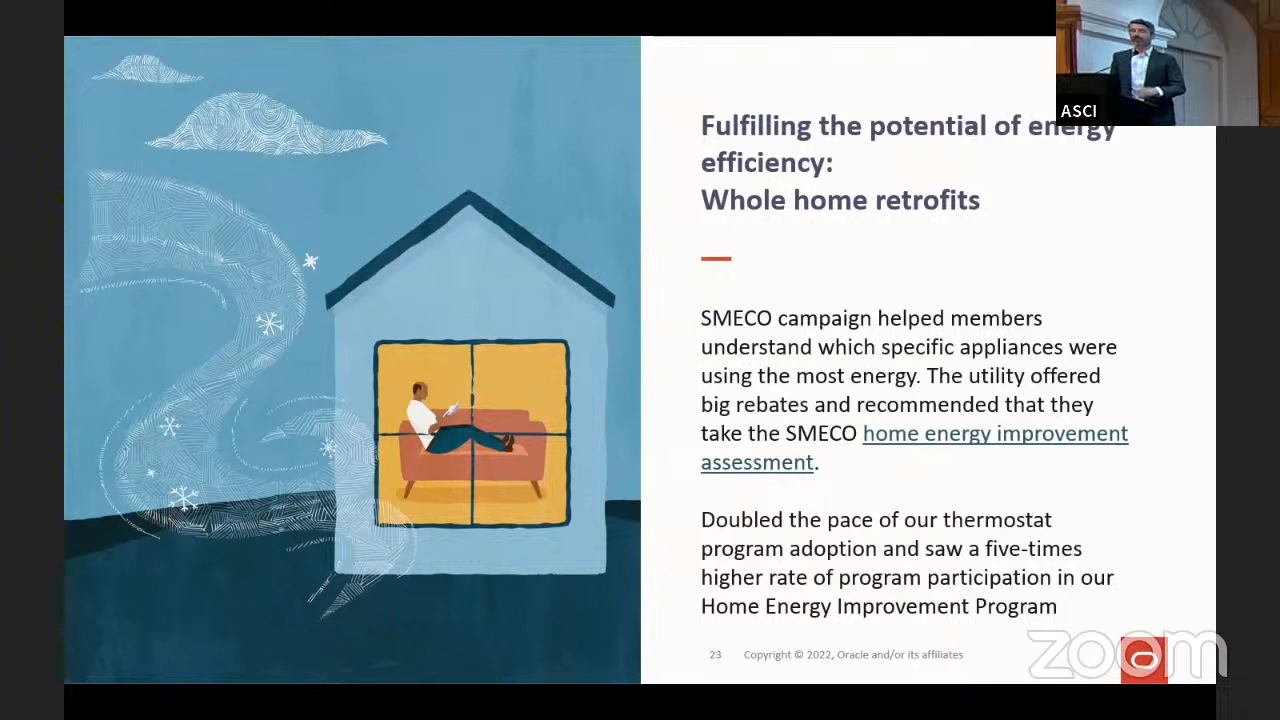 ASCI
Fulfilling the potential of energy
efficiency:
Whole home retrofits
SMECO campaign helped members
understand which specific appliances were
using the most energy. The utility offered
big rebates and recommended that they
take the SMECO home energy improvement
assessment.
Doubled the pace of our thermostat
program adoption and saw a five-times
higher rate of program participation in our
Home Energy Improvement Program
23 Copyright © 2022, Oracle and/or its affiliates
zoom